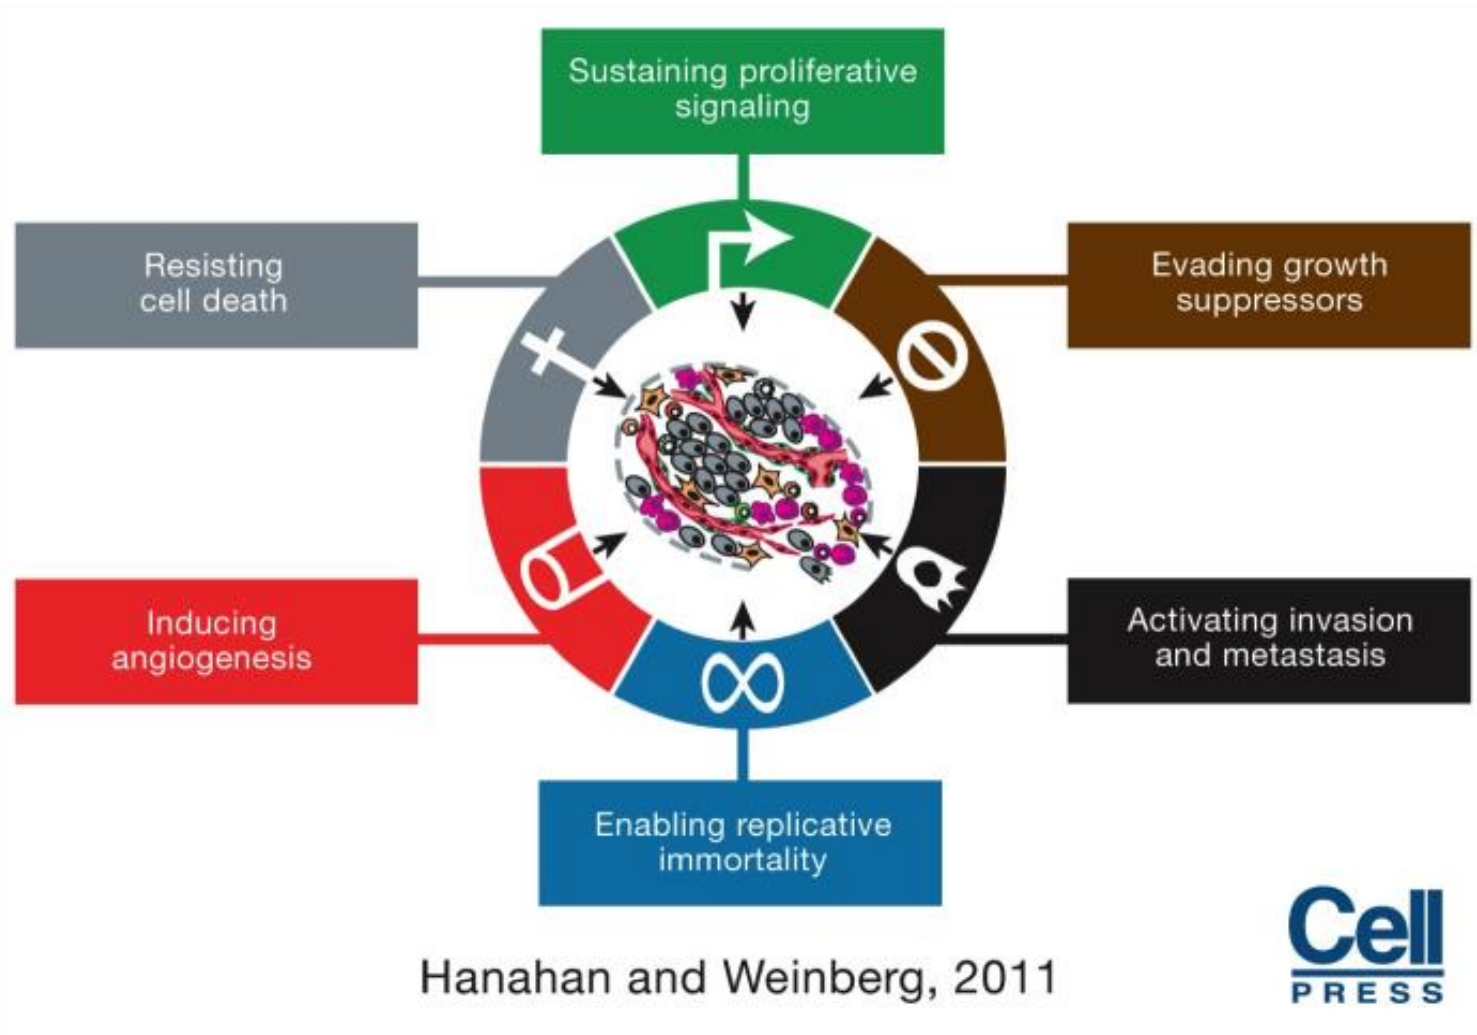 Sustaining proliferative
signaling
Resisting
cell death
Evading growth
suppressors
Inducing
angiogenesis
Activating invasion
and metastasis
Enabling replicative
immortality
Hanahan and Weinberg, 2011
Cell
PRESS